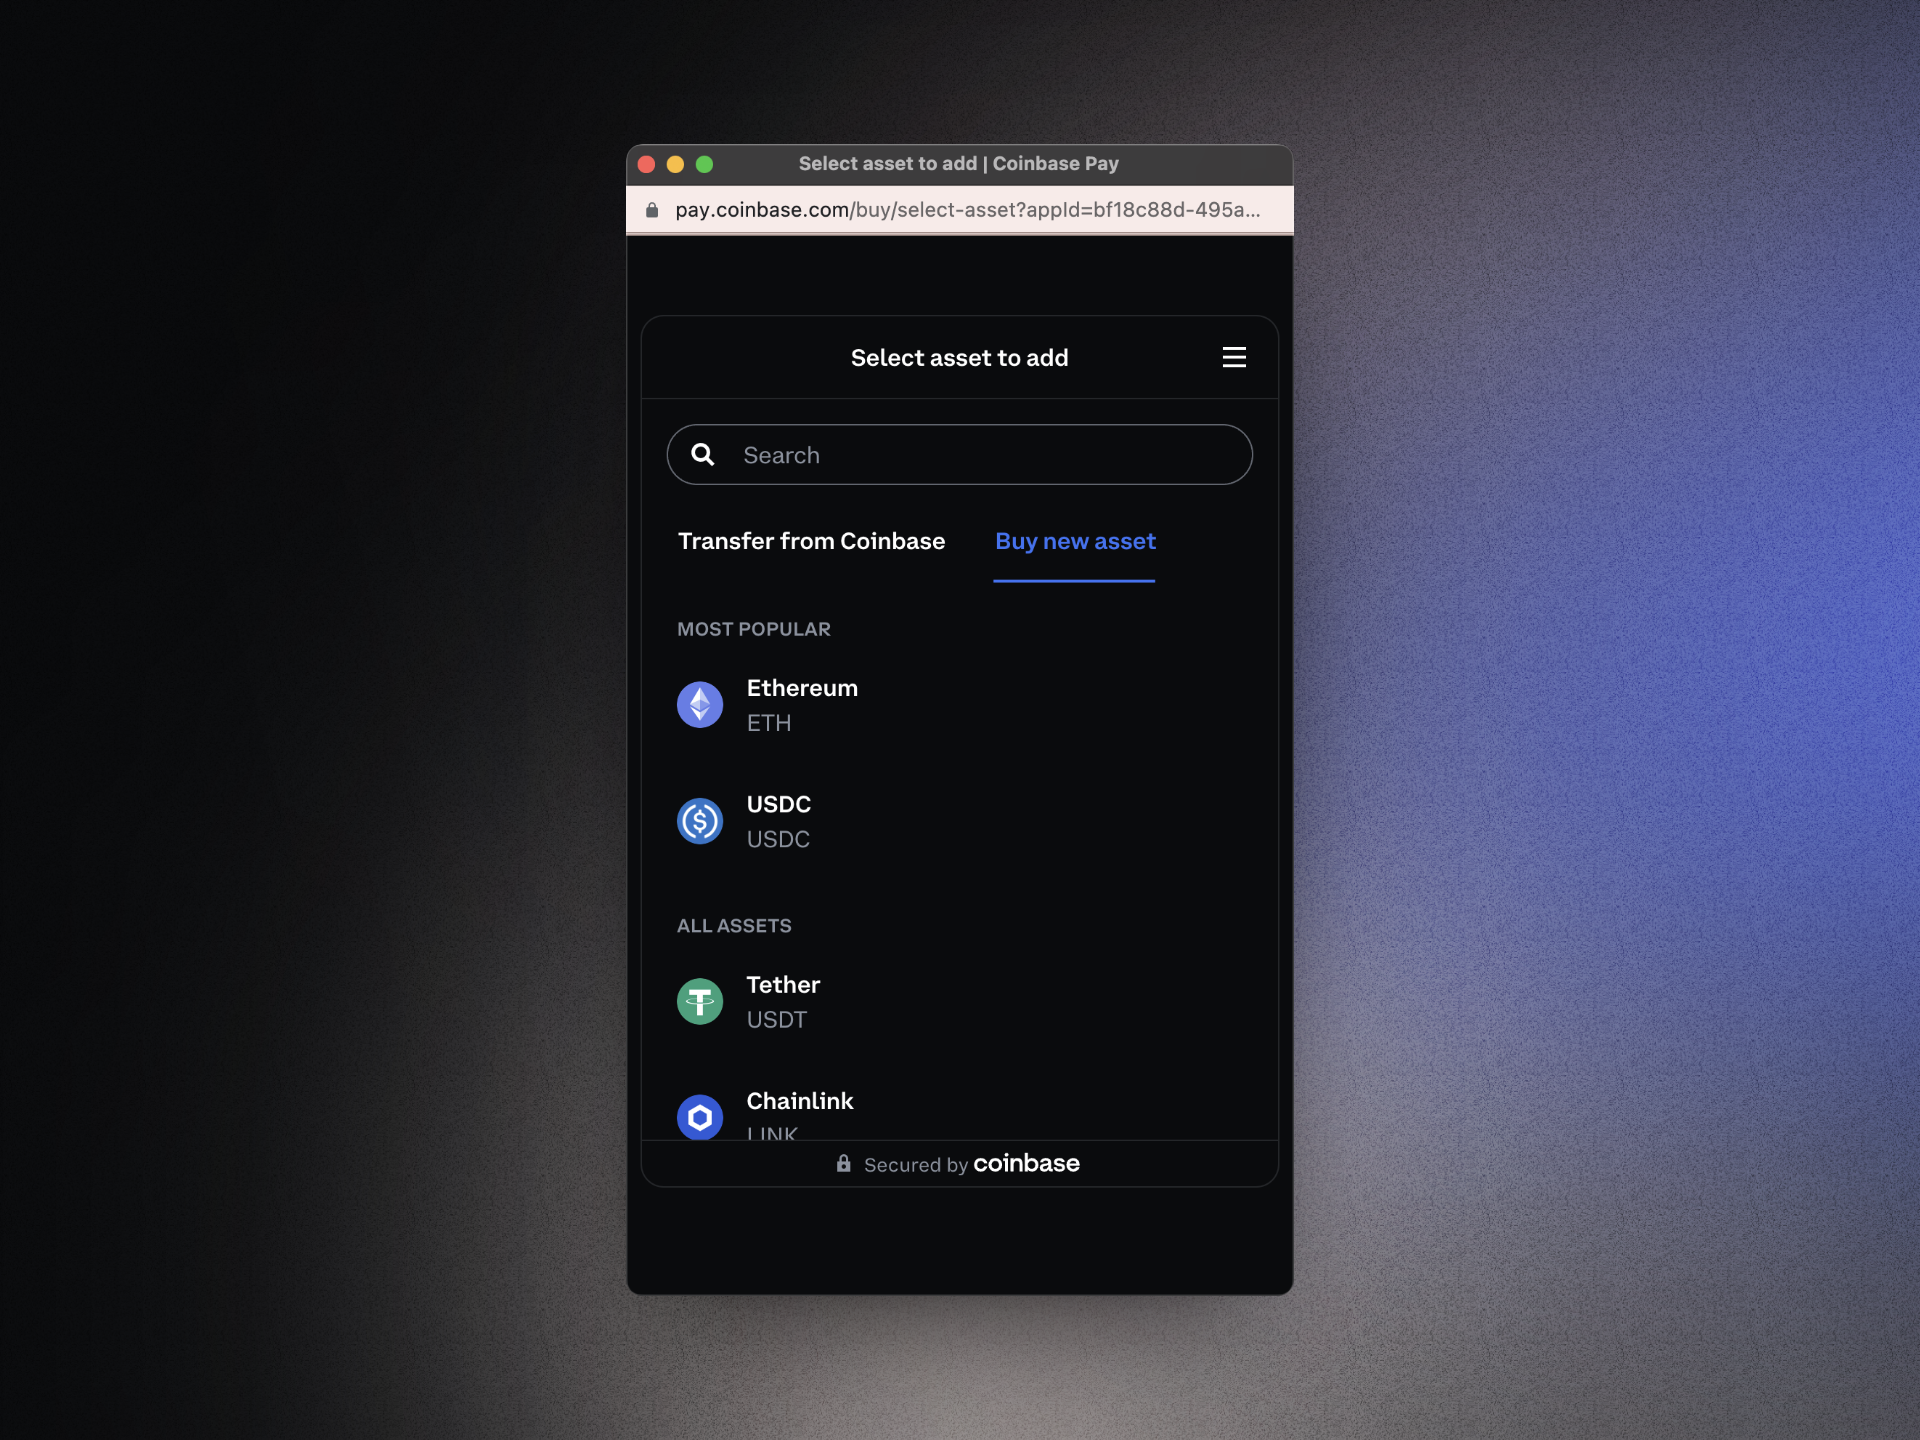 Select asset to add | Coinbase Pay
pay.coinbase.com/buy/select-asset?appId=bf18c88d-495a...
Select asset to add
Search
Transfer from Coinbase
Buy new asset
MOST POPULAR
Ethereum
ETH
USDC
USDC
ALL ASSETS
Tether
USDT
Chainlink
LINK
Secured by coinbase